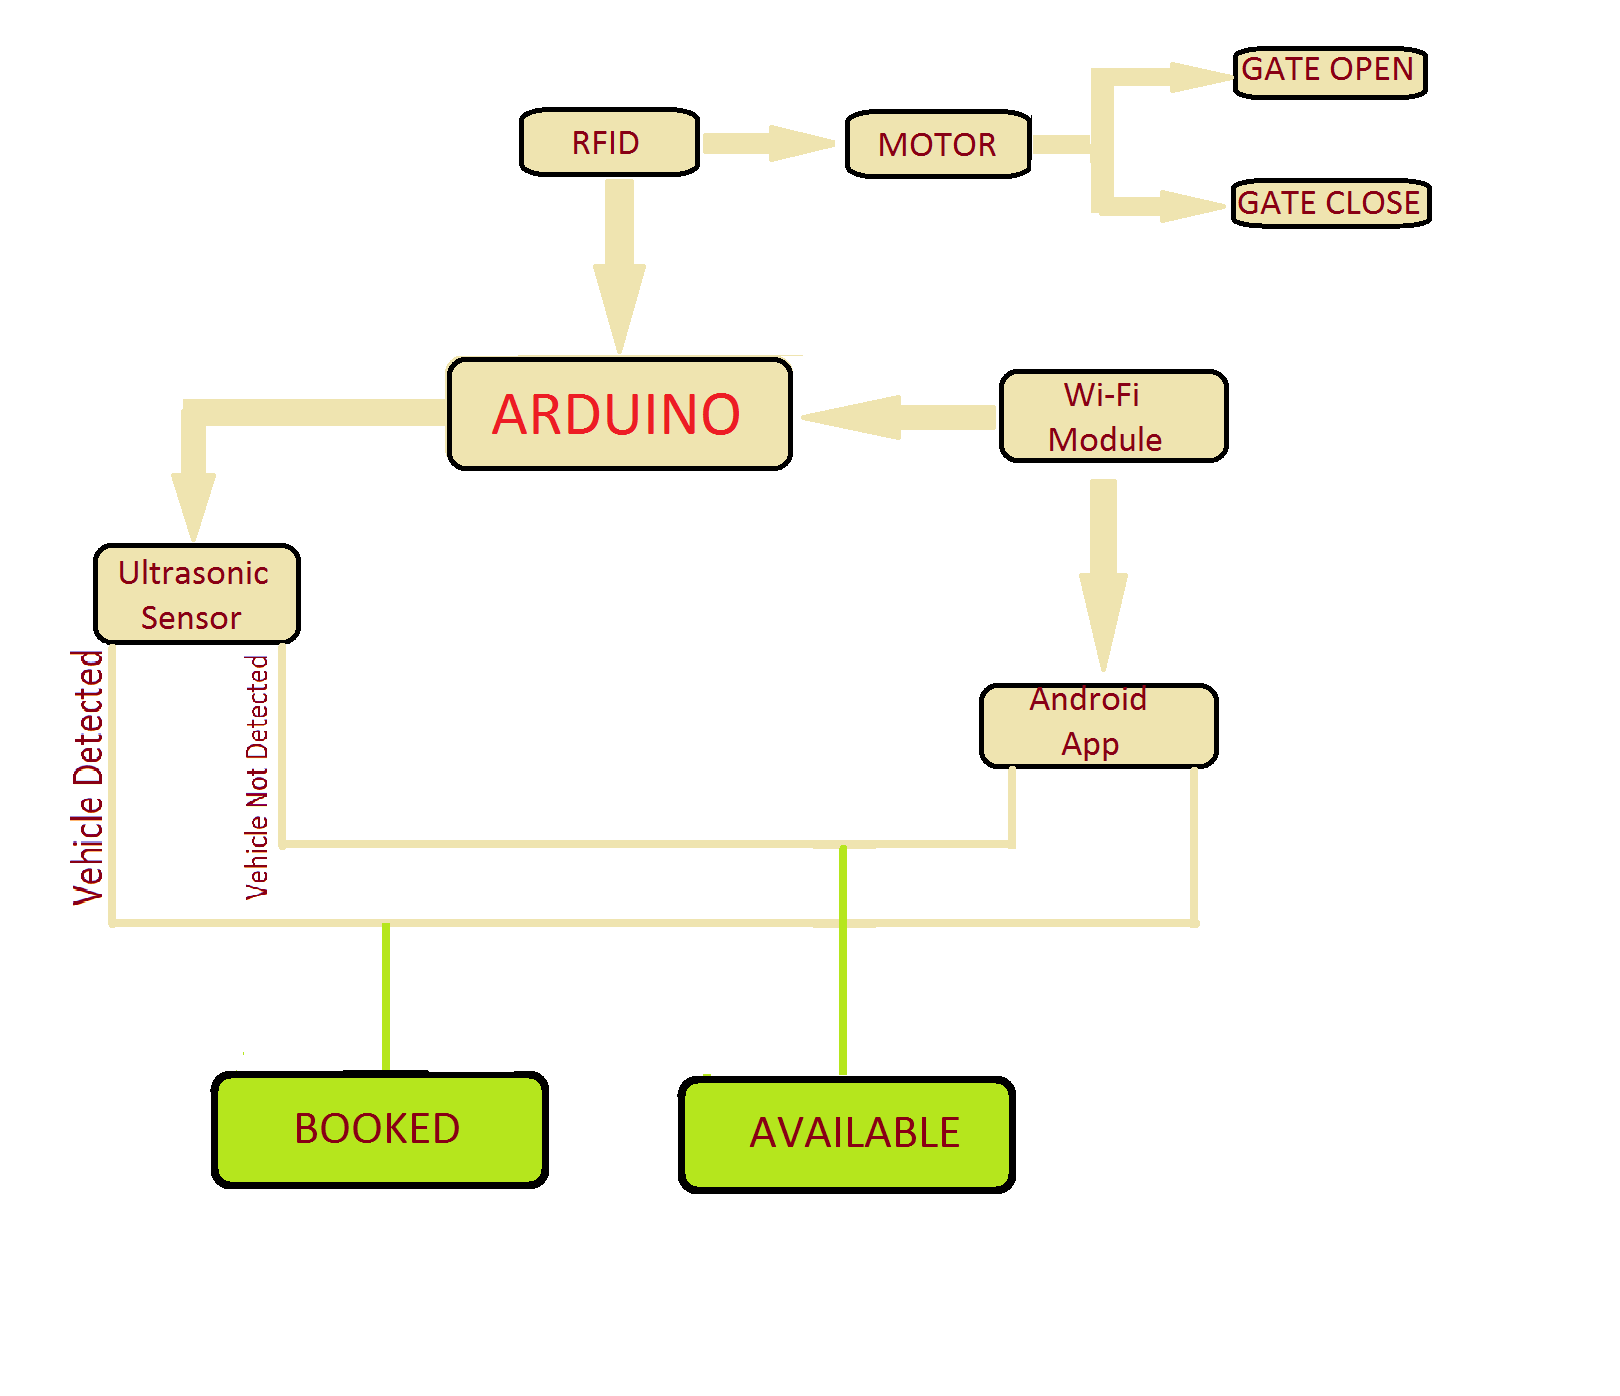 GATE OPEN
RFID
MOTOR
GATE CLOSE
ARDUINO
Wi-Fi
Module
Ultrasonic
Sensor
Vehicle Detected
Vehicle Not Detected
Android
App
BOOKED
AVAILABLE